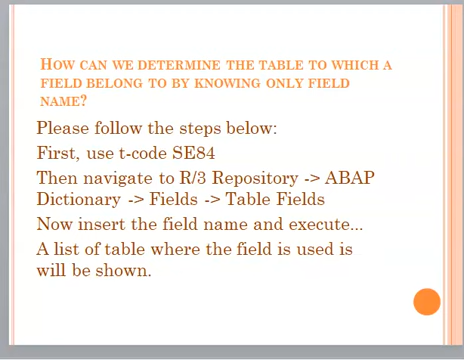 HOW CAN WE DETERMINE THE TABLE TO WHICH A
FIELD BELONG TO BY KNOWING ONLY FIELD
NAME?
Please follow the steps below:
First, use t-code SE84
Then navigate to R/3 Repository -> ABAP
Dictionary -> Fields -> Table Fields
Now insert the field name and execute...
A list of table where the field is used is
will be shown.